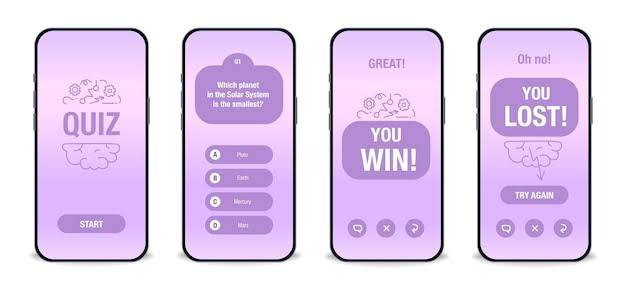 QUIZ
START
01
Which planet
in the Solar System
is the smallest?
A Pluto
B Earth
C Mercury
D Mars
GREAT!
YOU
WIN!
Oh no!
YOU
LOST!
TRY AGAIN